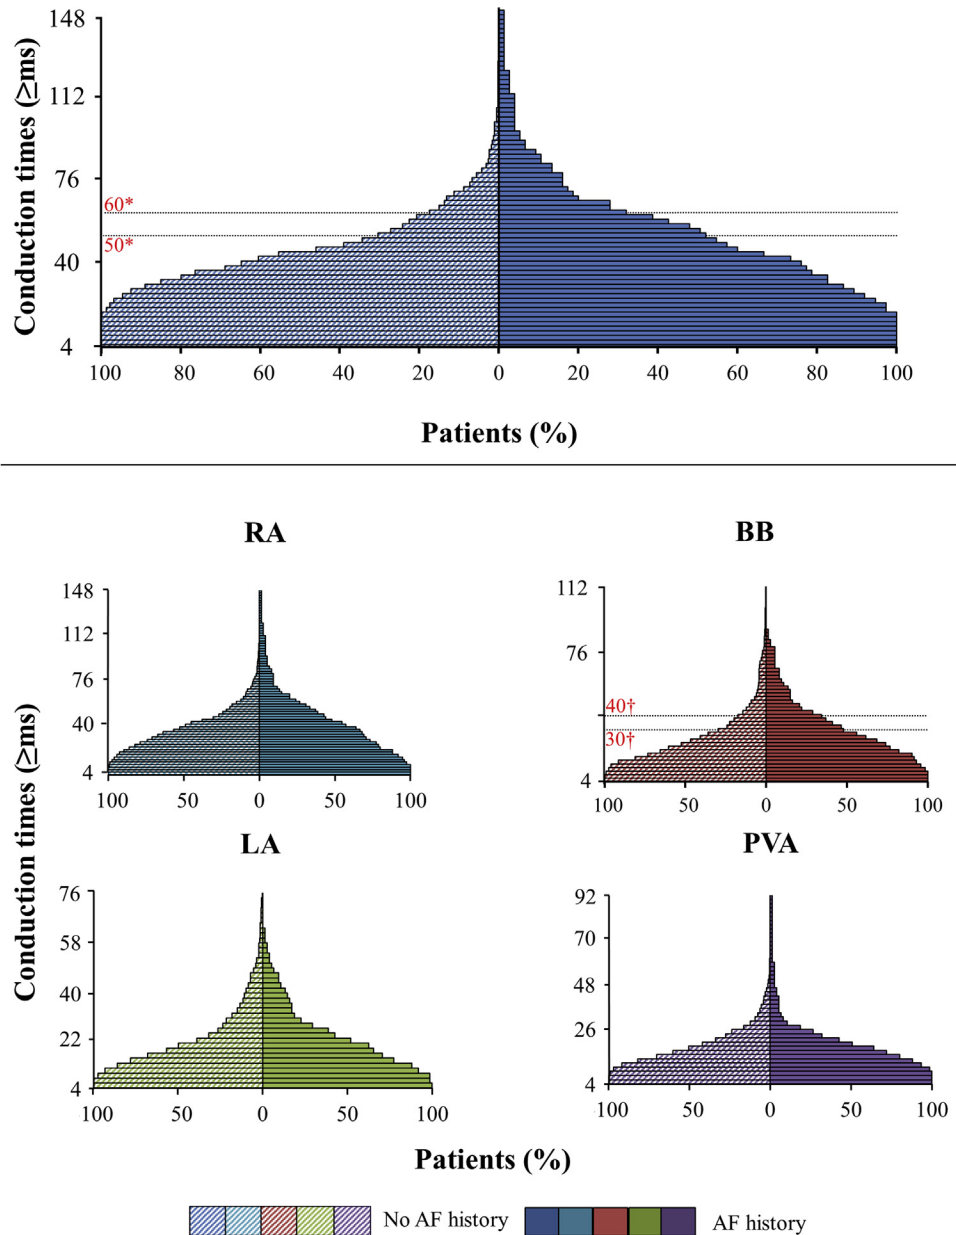 148
112
76
60*
50*
40
4
Conduction times (≥ms)
100 80 60 40 20 0 20 40 60 80 100
Patients (%)
RA
148
112
76
40
4
100 50 0 50 100
BB
112
76
40†
30†
4
100 50 0 50 100
Conduction times (≥ms)
LA
76
58
40
22
4
100 50 0 50 100
PVA
92
70
48
26
4
100 50 0 50 100
Patients (%)
No AF history AF history